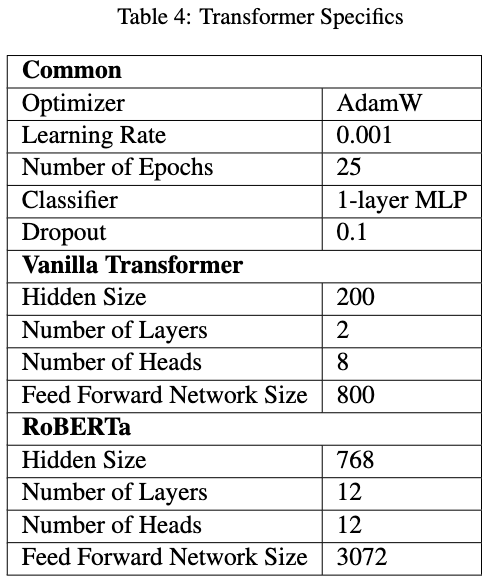 Table 4: Transformer Specifics
Common
Optimizer AdamW
Learning Rate 0.001
Number of Epochs 25
Classifier 1-layer MLP
Dropout 0.1
Vanilla Transformer
Hidden Size 200
Number of Layers 2
Number of Heads 8
Feed Forward Network Size 800
RoBERTa
Hidden Size 768
Number of Layers 12
Number of Heads 12
Feed Forward Network Size 3072